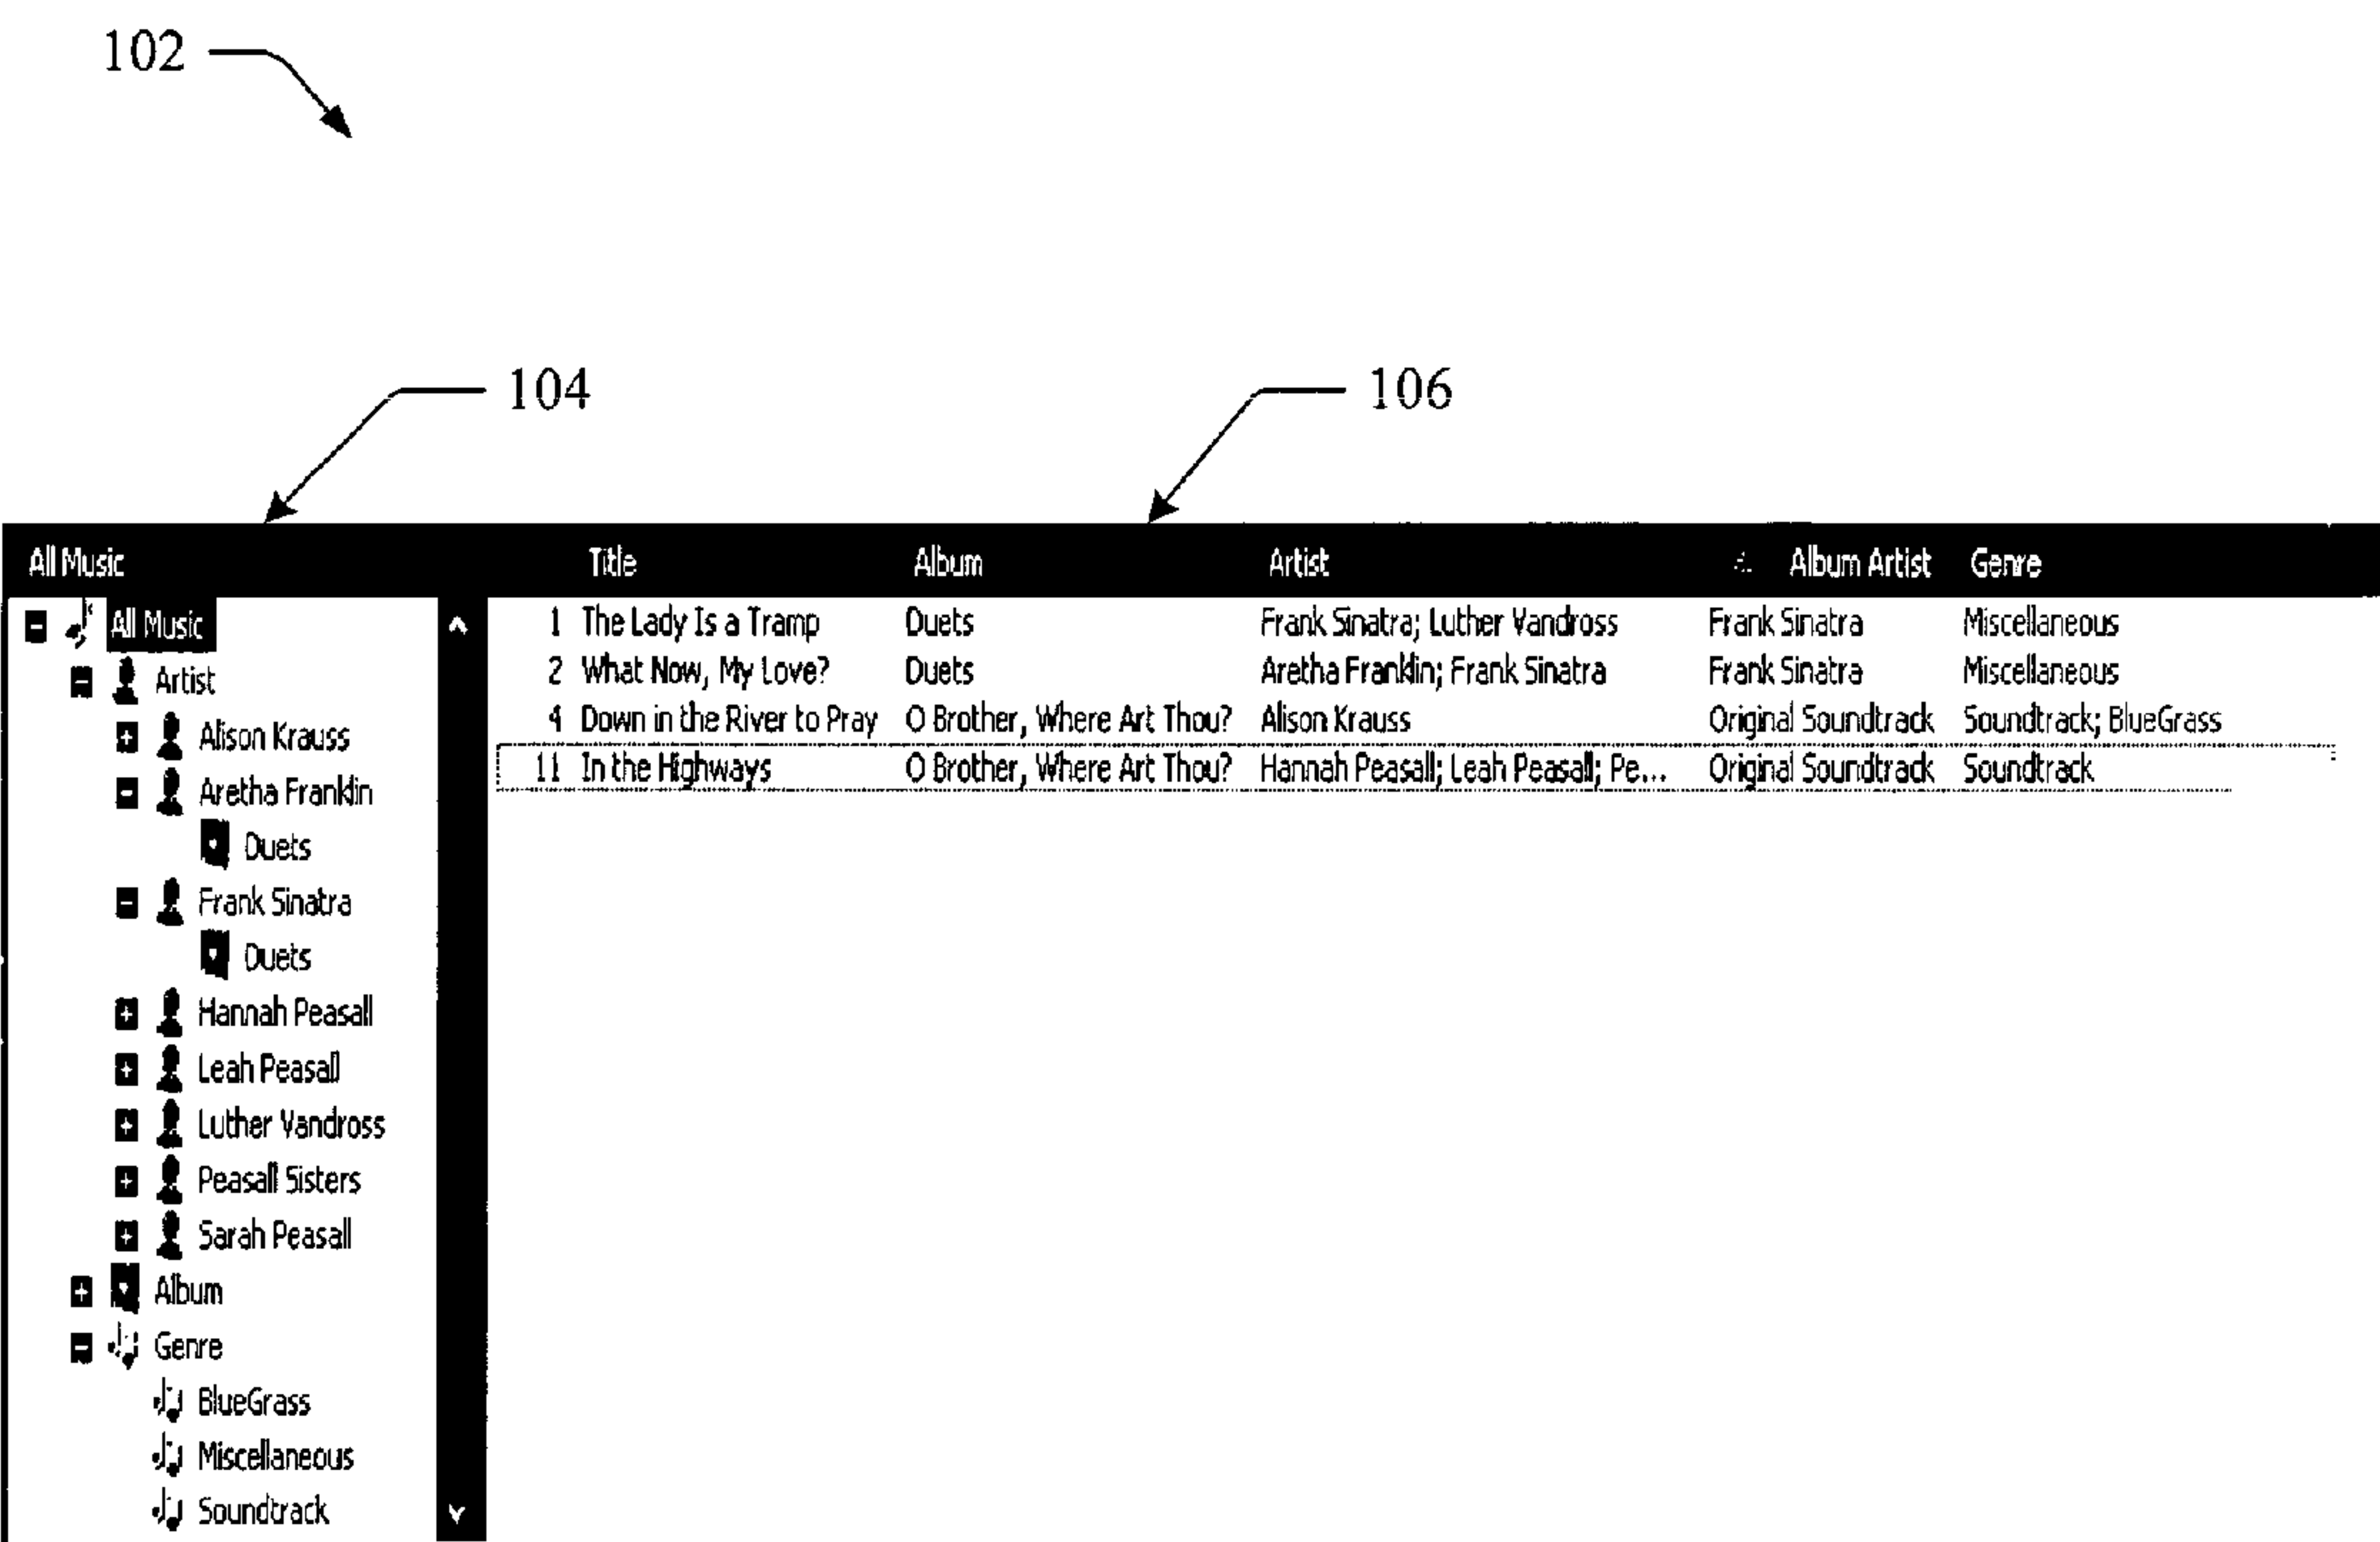 102
104
106
All Music Title Album Artist Album Artist Genre
All Music
Artist
Alison Krauss
Aretha Franklin
Duets
Frank Sinatra
Duets
Hannah Peasall
Leah Peasall
Luther Vandross
Peasall Sisters
Sarah Peasall
Album
Genre
BlueGrass
Miscellaneous
Soundtrack
1 The Lady Is a Tramp Duets Frank Sinatra; Luther Vandross Frank Sinatra Miscellaneous
2 What Now, My Love? Duets Aretha Franklin; Frank Sinatra Frank Sinatra Miscellaneous
4 Down in the River to Pray O Brother, Where Art Thou? Alison Krauss Original Soundtrack Soundtrack; BlueGrass
11 In the Highways O Brother, Where Art Thou? Hannah Peasall; Leah Peasall; Pe... Original Soundtrack Soundtrack